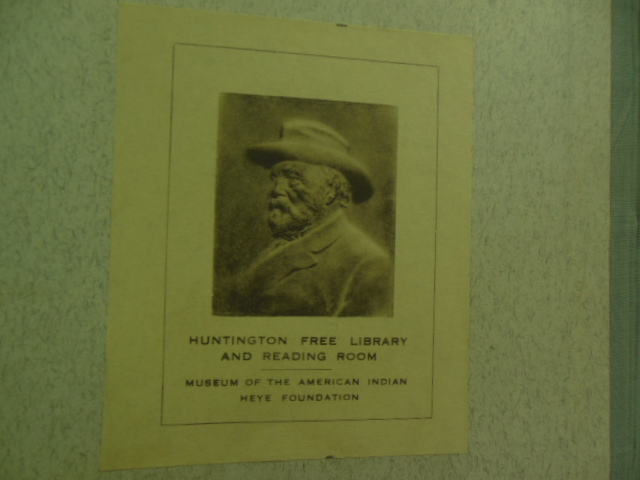 HUNTINGTON FREE LIBRARY
AND READING ROOM
MUSEUM OF THE AMERICAN INDIAN
HEYE FOUNDATION